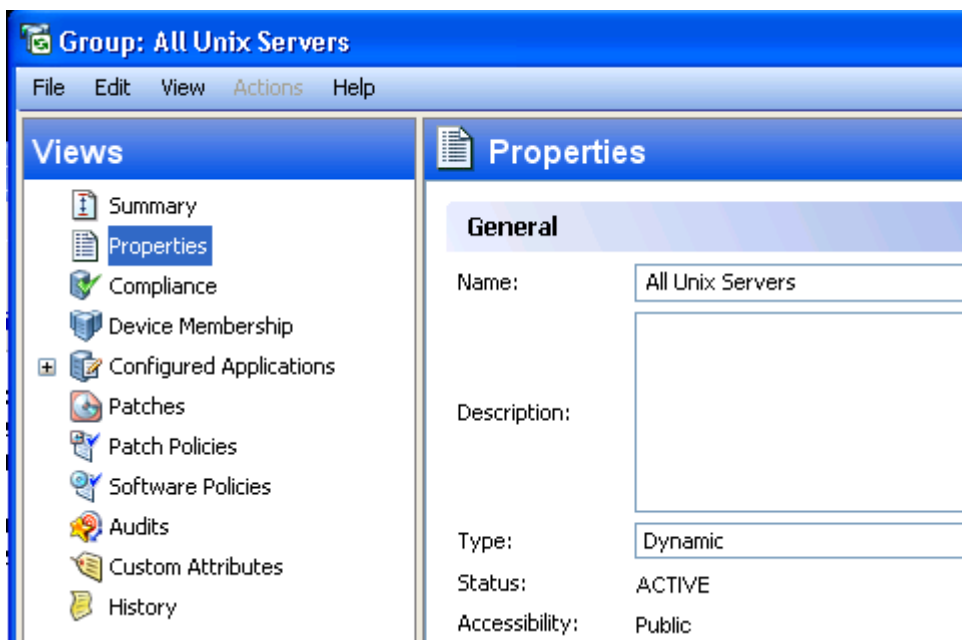 Group: All Unix Servers
File Edit View Actions Help
Views
Summary
Properties
Compliance
Device Membership
Configured Applications
Patches
Patch Policies
Software Policies
Audits
Custom Attributes
History
Properties
General
Name: All Unix Servers
Description:
Type: Dynamic
Status: ACTIVE
Accessibility: Public